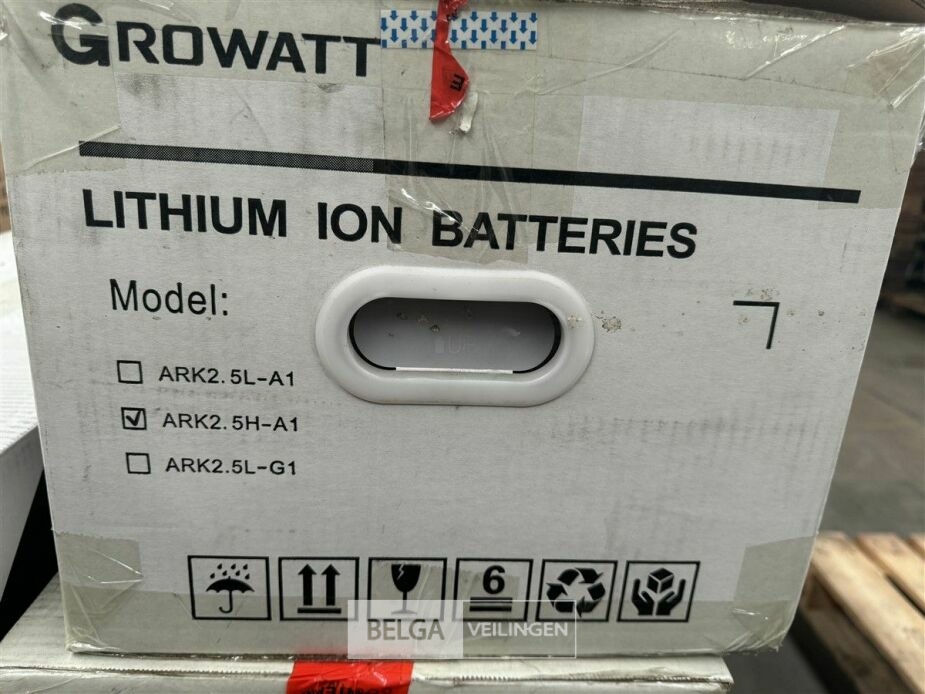 GROWATT
LITHIUM ION BATTERIES
Model:
ARK2.5L-A1
ARK2.5H-A1
ARK2.5L-G1
6
BELGA VEILINGEN